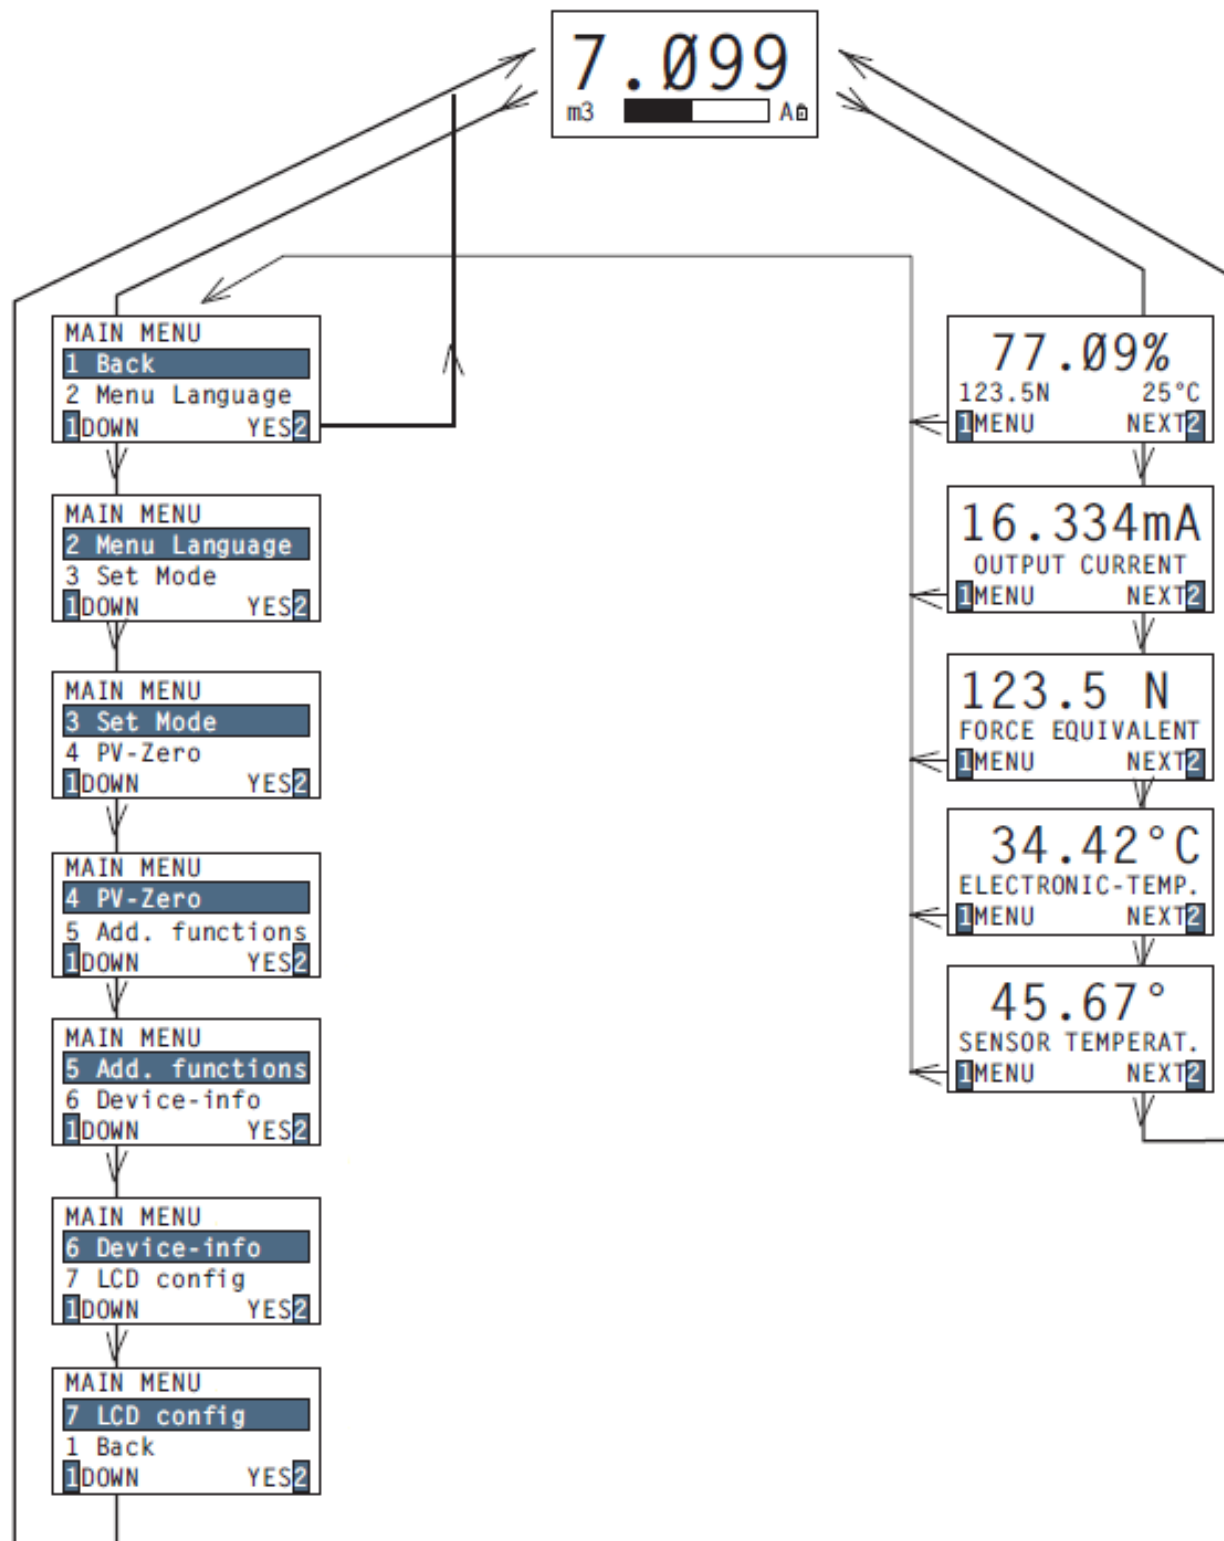 7.Ø99
m3 A
MAIN MENU
1 Back
2 Menu Language
1DOWN YES2
MAIN MENU
2 Menu Language
3 Set Mode
1DOWN YES2
MAIN MENU
3 Set Mode
4 PV-Zero
1DOWN YES2
MAIN MENU
4 PV-Zero
5 Add. functions
1DOWN YES2
MAIN MENU
5 Add. functions
6 Device-info
1DOWN YES2
MAIN MENU
6 Device-info
7 LCD config
1DOWN YES2
MAIN MENU
7 LCD config
1 Back
1DOWN YES2
77.Ø9%
123.5N 25°C
1MENU NEXT2
16.334mA
OUTPUT CURRENT
1MENU NEXT2
123.5 N
FORCE EQUIVALENT
1MENU NEXT2
34.42°C
ELECTRONIC-TEMP.
1MENU NEXT2
45.67°
SENSOR TEMPERAT.
1MENU NEXT2